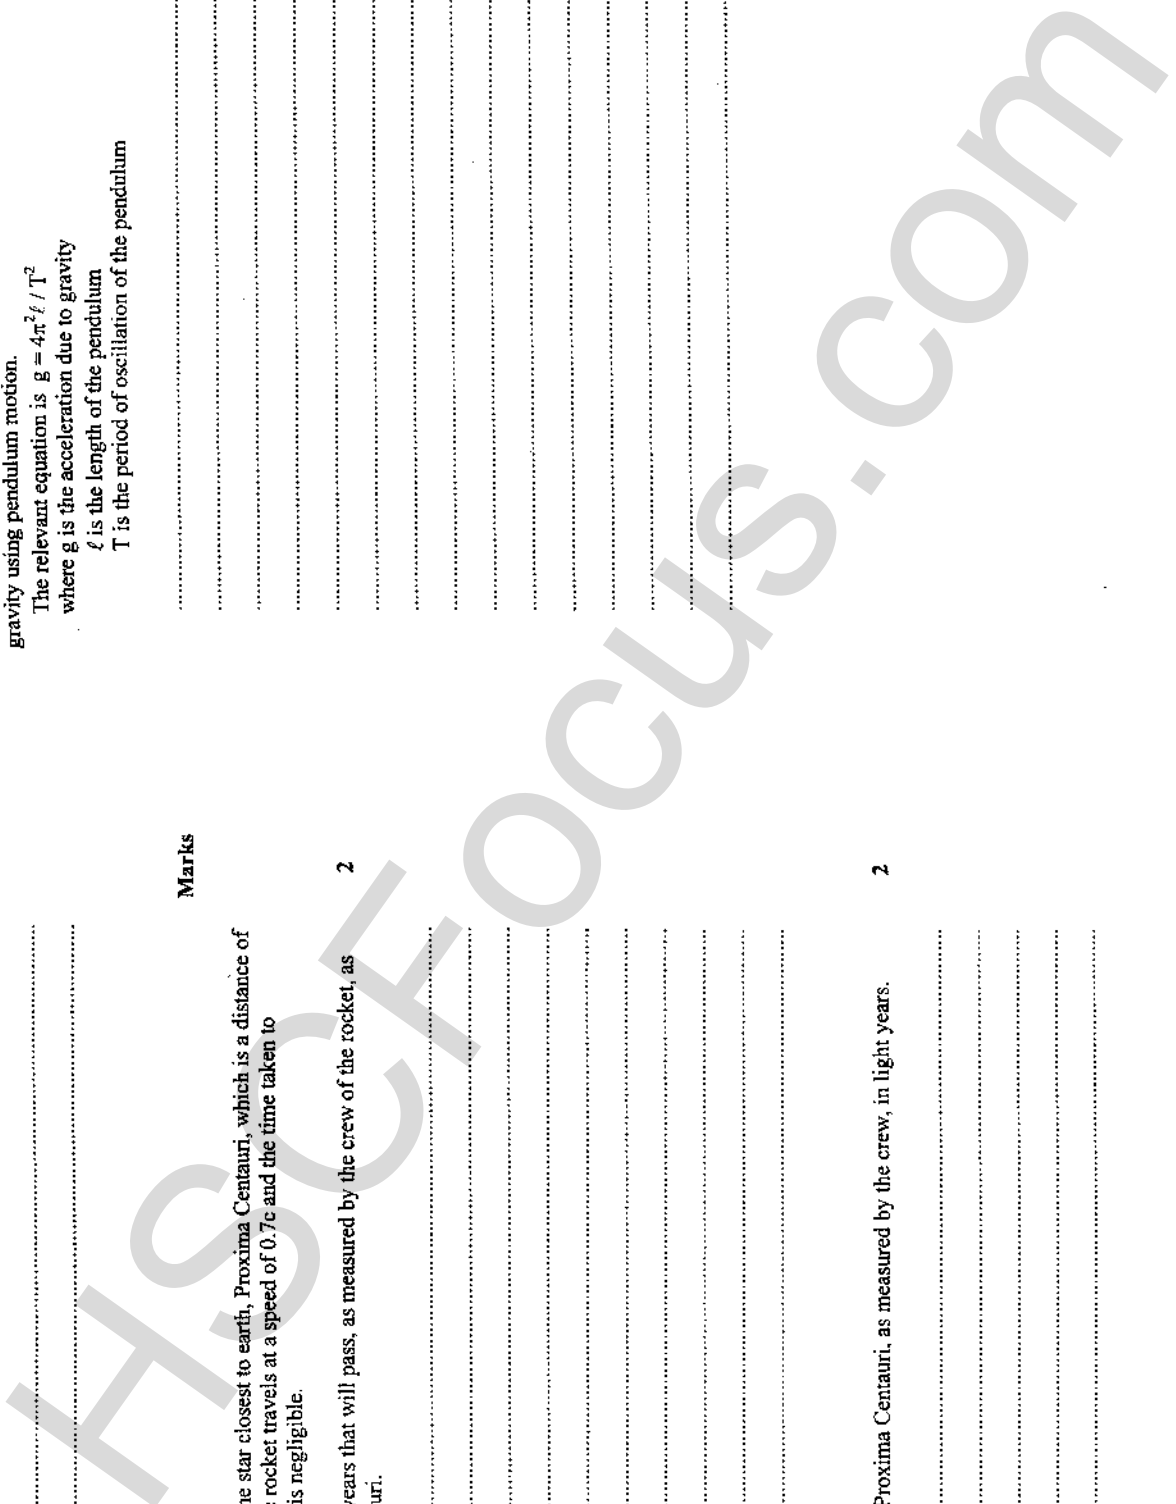 gravity using pendulum motion.
The relevant equation is g = 4π²ℓ / T²
where g is the acceleration due to gravity
ℓ is the length of the pendulum
T is the period of oscillation of the pendulum
Marks
star closest to earth, Proxima Centauri, which is a distance of
rocket travels at a speed of 0.7c and the time taken to
is negligible.
years that will pass, as measured by the crew of the rocket, as
2
Proxima Centauri, as measured by the crew, in light years.
2
HSCFocus.com